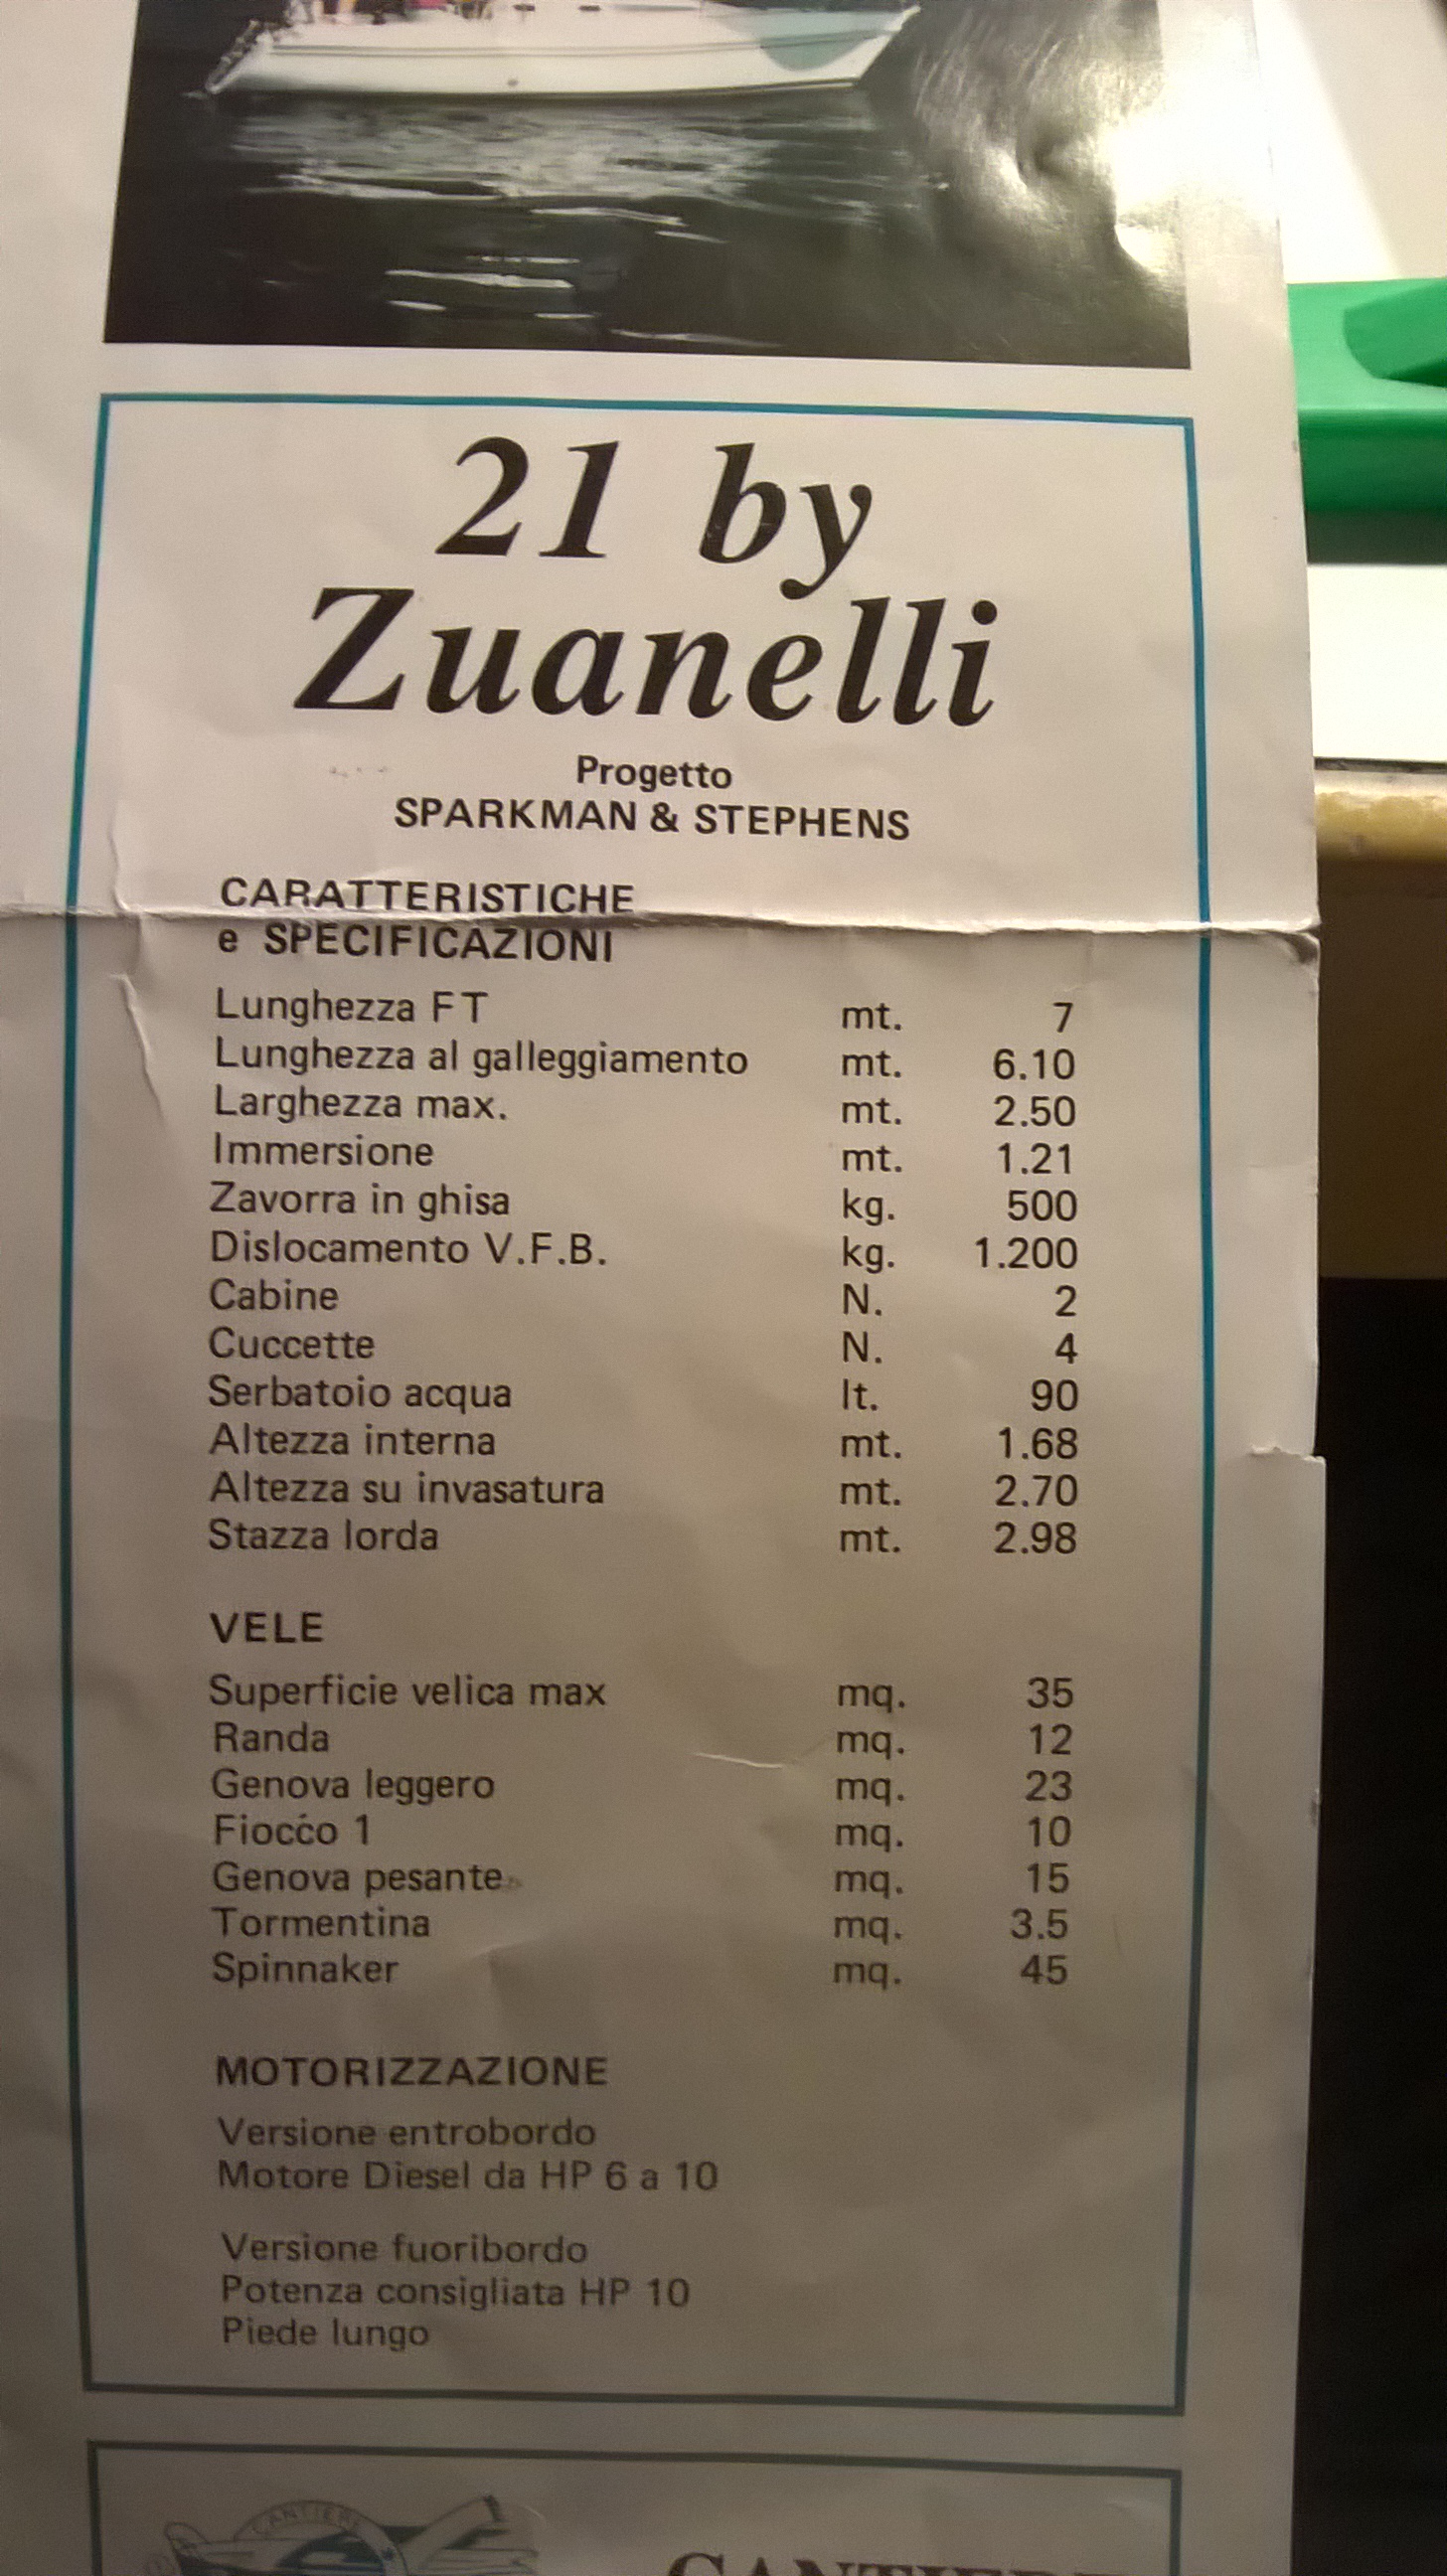 21 by
Zuanelli
Progetto
SPARKMAN & STEPHENS
CARATTERISTICHE
e SPECIFICAZIONI
Lunghezza FT mt. 7
Lunghezza al galleggiamento mt. 6.10
Larghezza max. mt. 2.50
Immersione mt. 1.21
Zavorra in ghisa kg. 500
Dislocamento V.F.B. kg. 1.200
Cabine N. 2
Cuccette N. 4
Serbatoio acqua lt. 90
Altezza interna mt. 1.68
Altezza su invasatura mt. 2.70
Stazza lorda mt. 2.98
VELE
Superficie velica max mq. 35
Randa mq. 12
Genova leggero mq. 23
Fiocco 1 mq. 10
Genova pesante mq. 15
Tormentina mq. 3.5
Spinnaker mq. 45
MOTORIZZAZIONE
Versione entrobordo
Motore Diesel da HP 6 a 10
Versione fuoribordo
Potenza consigliata HP 10
Piede lungo
CANTIERI